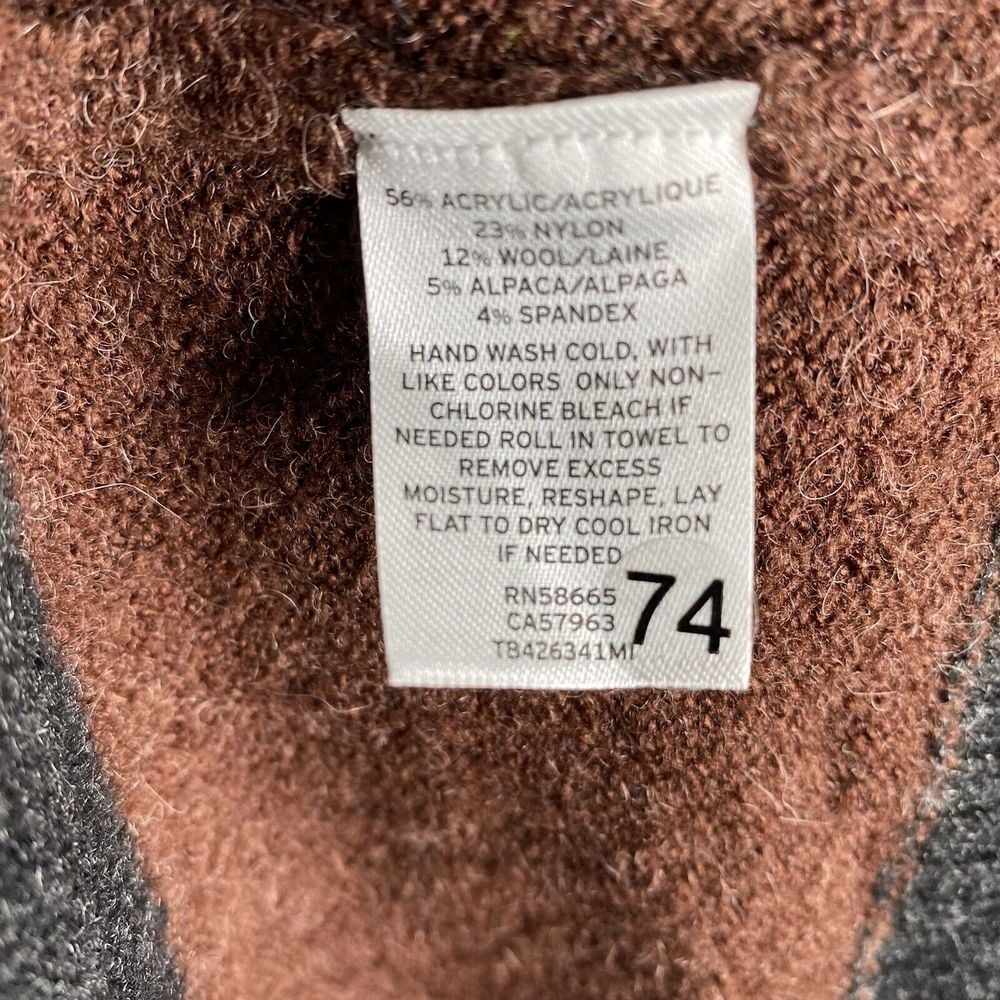 56% ACRYLIC/ACRYLIQUE
23% NYLON
12% WOOL/LAINE
5% ALPACA/ALPAGA
4% SPANDEX
HAND WASH COLD, WITH
LIKE COLORS ONLY NON-
CHLORINE BLEACH IF
NEEDED ROLL IN TOWEL TO
REMOVE EXCESS
MOISTURE, RESHAPE, LAY
FLAT TO DRY COOL IRON
IF NEEDED
RN58665
CA57963
TB426341MI
74